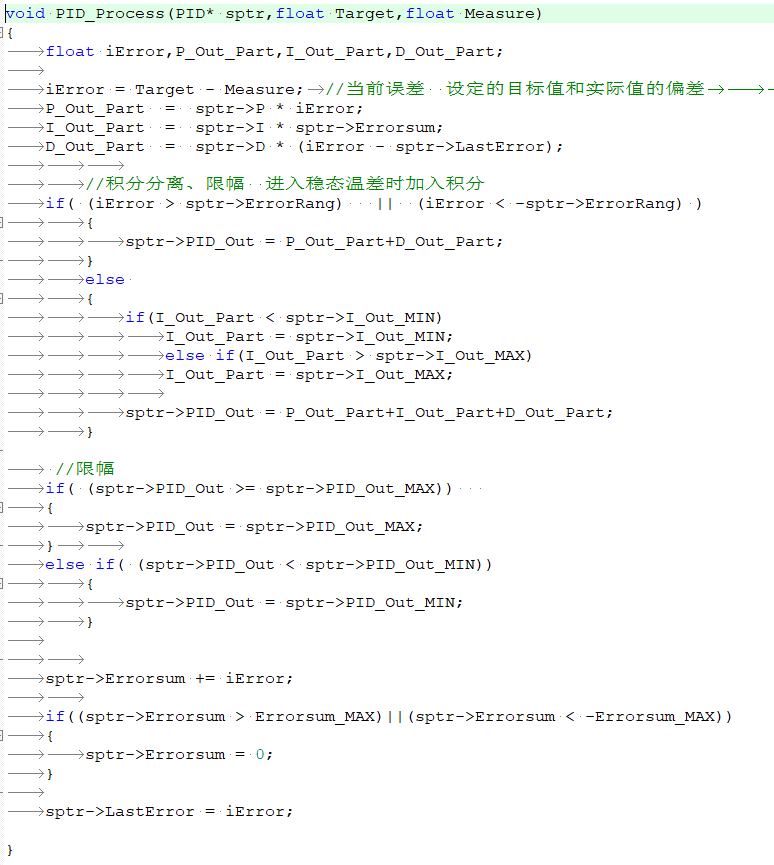 void PID_Process(PID* sptr,float Target,float Measure)
{
float iError,P_Out_Part,I_Out_Part,D_Out_Part;
iError = Target - Measure; //当前误差  设定的目标值和实际值的偏差
P_Out_Part  =  sptr->P * iError;
I_Out_Part  =  sptr->I * sptr->Errorsum;
D_Out_Part  =  sptr->D * (iError - sptr->LastError);
//积分分离、限幅  进入稳态温差时加入积分
if( (iError > sptr->ErrorRang)   ||  (iError < -sptr->ErrorRang) )
{
sptr->PID_Out = P_Out_Part+D_Out_Part;
}
else
{
if(I_Out_Part < sptr->I_Out_MIN)
I_Out_Part = sptr->I_Out_MIN;
else if(I_Out_Part > sptr->I_Out_MAX)
I_Out_Part = sptr->I_Out_MAX;
sptr->PID_Out = P_Out_Part+I_Out_Part+D_Out_Part;
}
//限幅
if( (sptr->PID_Out >= sptr->PID_Out_MAX))
{
sptr->PID_Out = sptr->PID_Out_MAX;
}
else if( (sptr->PID_Out < sptr->PID_Out_MIN))
{
sptr->PID_Out = sptr->PID_Out_MIN;
}
sptr->Errorsum += iError;
if((sptr->Errorsum > Errorsum_MAX)||(sptr->Errorsum < -Errorsum_MAX))
{
sptr->Errorsum = 0;
}
sptr->LastError = iError;
}